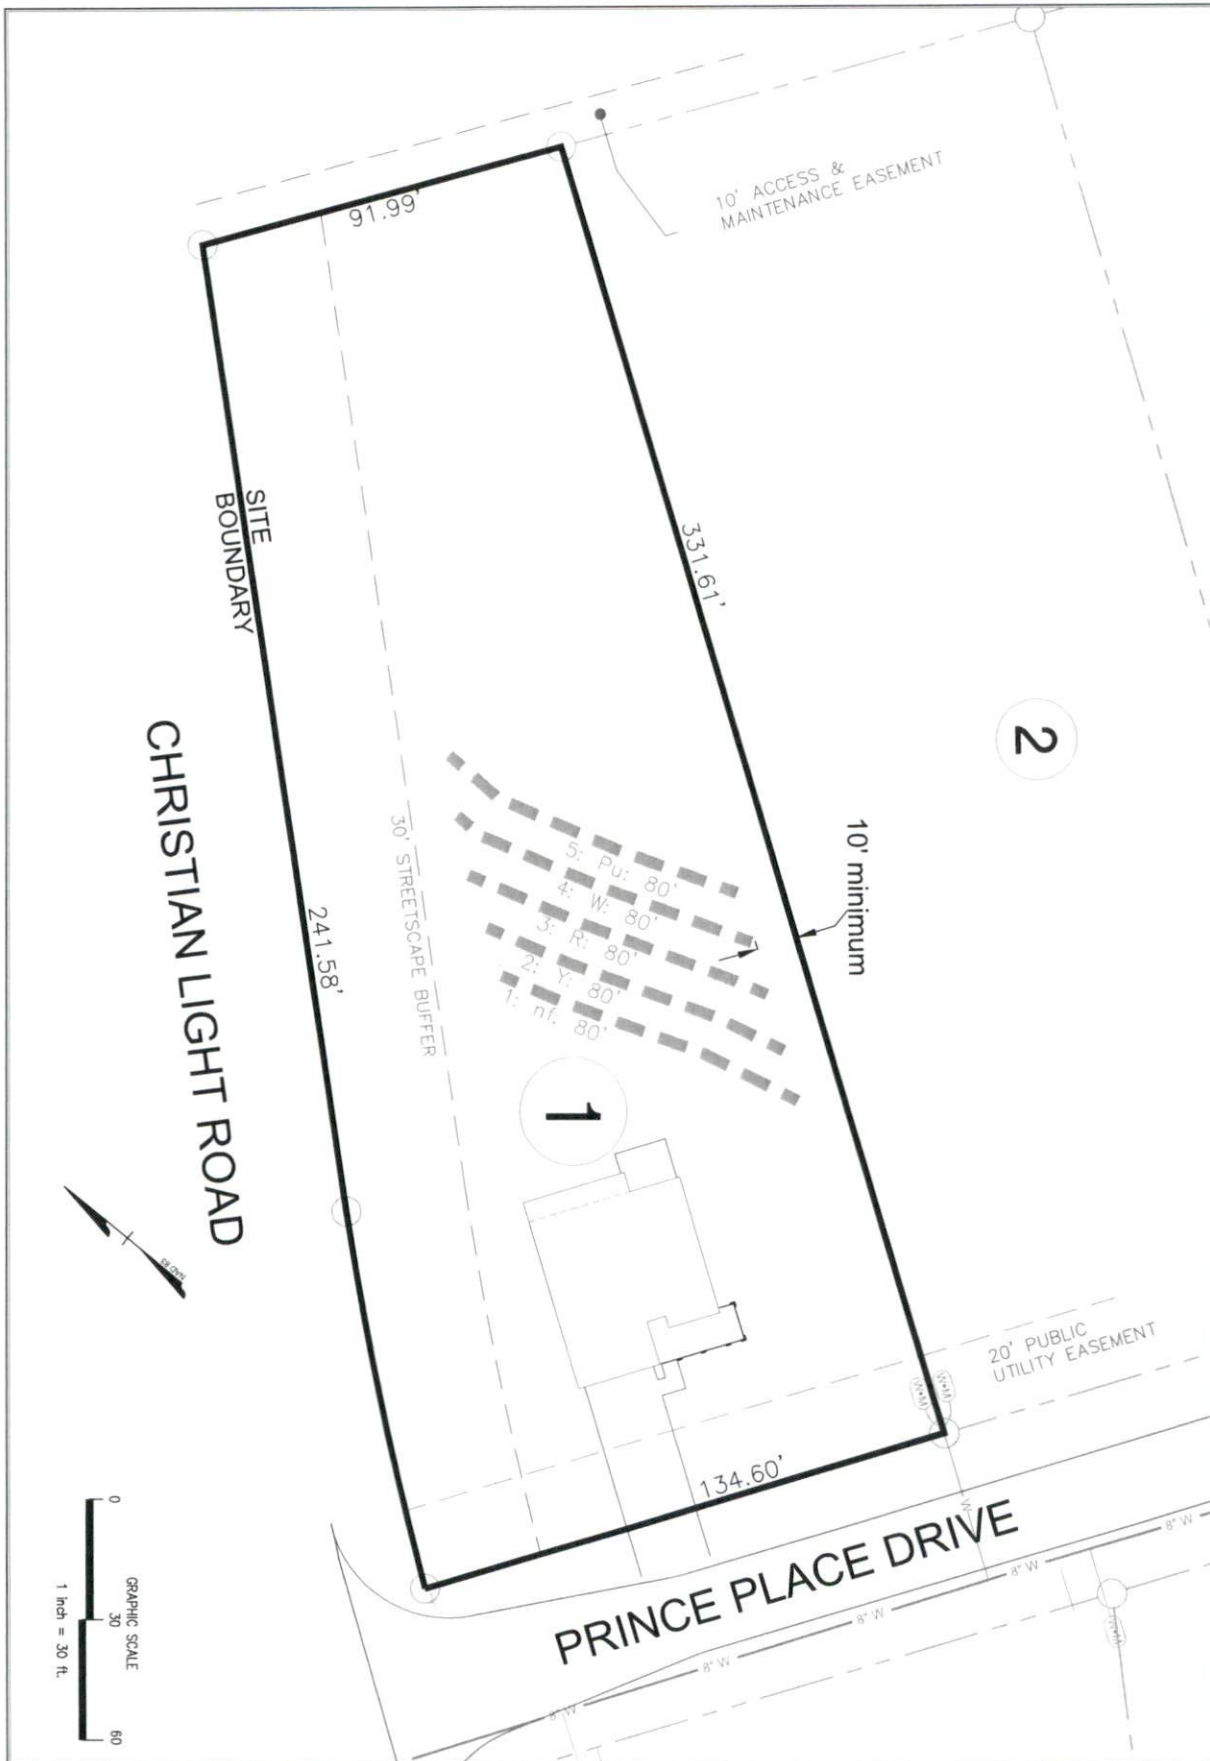 10' ACCESS &
MAINTENANCE EASEMENT
91.99'
331.61'
SITE
BOUNDARY
2
10' minimum
CHRISTIAN LIGHT ROAD
30' STREETSCAPE BUFFER
5: Pu: 80'
4: W: 80'
3: R: 80'
2: Y: 80'
1: nf: 80'
241.58'
1
NAD 83
20' PUBLIC
UTILITY EASEMENT
W•M
W•M
134.60'
PRINCE PLACE DRIVE
W
8" W
8" W
8" W
8" W
8" W
W•M
GRAPHIC SCALE
0 30 60
1 inch = 30 ft.